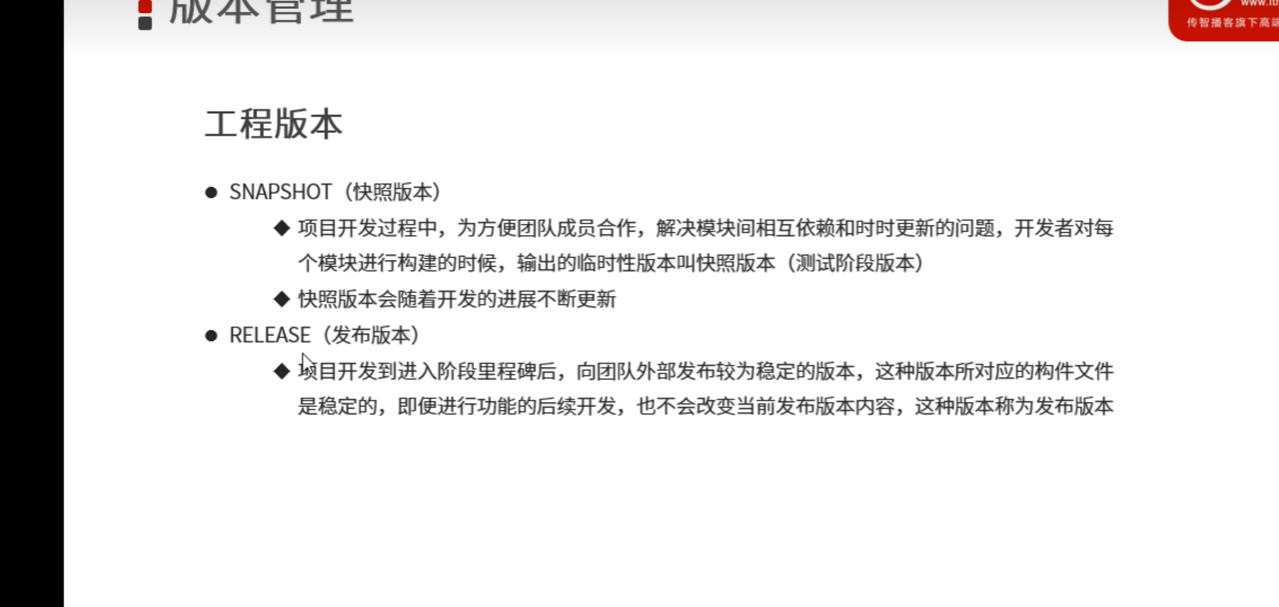 版本管理
www.it
传智播客旗下高端
工程版本
● SNAPSHOT（快照版本）
◆ 项目开发过程中，为方便团队成员合作，解决模块间相互依赖和时时更新的问题，开发者对每
个模块进行构建的时候，输出的临时性版本叫快照版本（测试阶段版本）
◆ 快照版本会随着开发的进展不断更新
● RELEASE（发布版本）
◆ 项目开发到进入阶段里程碑后，向团队外部发布较为稳定的版本，这种版本所对应的构件文件
是稳定的，即便进行功能的后续开发，也不会改变当前发布版本内容，这种版本称为发布版本